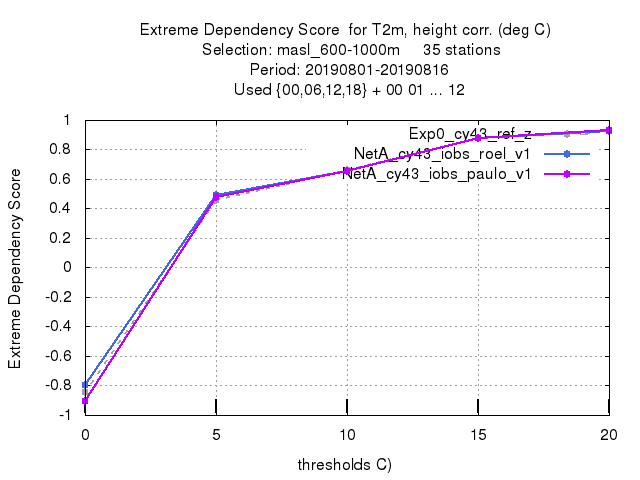 Extreme Dependency Score  for T2m, height corr. (deg C)
Selection: masl_600-1000m     35 stations
Period: 20190801-20190816
Used {00,06,12,18} + 00 01 ... 12
Exp0_cy43_ref_z
NetA_cy43_iobs_roel_v1
NetA_cy43_iobs_paulo_v1
Extreme Dependency Score
1
0.8
0.6
0.4
0.2
0
-0.2
-0.4
-0.6
-0.8
-1
0 5 10 15 20
thresholds C)